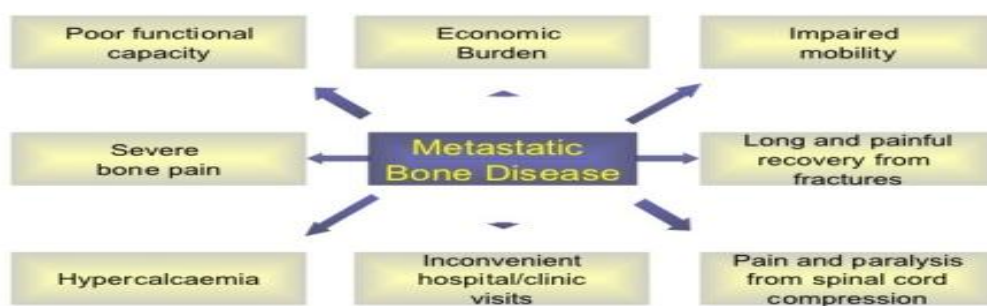 Poor functional
capacity
Economic
Burden
Impaired
mobility
Severe
bone pain
Metastatic
Bone Disease
Long and painful
recovery from
fractures
Hypercalcaemia
Inconvenient
hospital/clinic
visits
Pain and paralysis
from spinal cord
compression